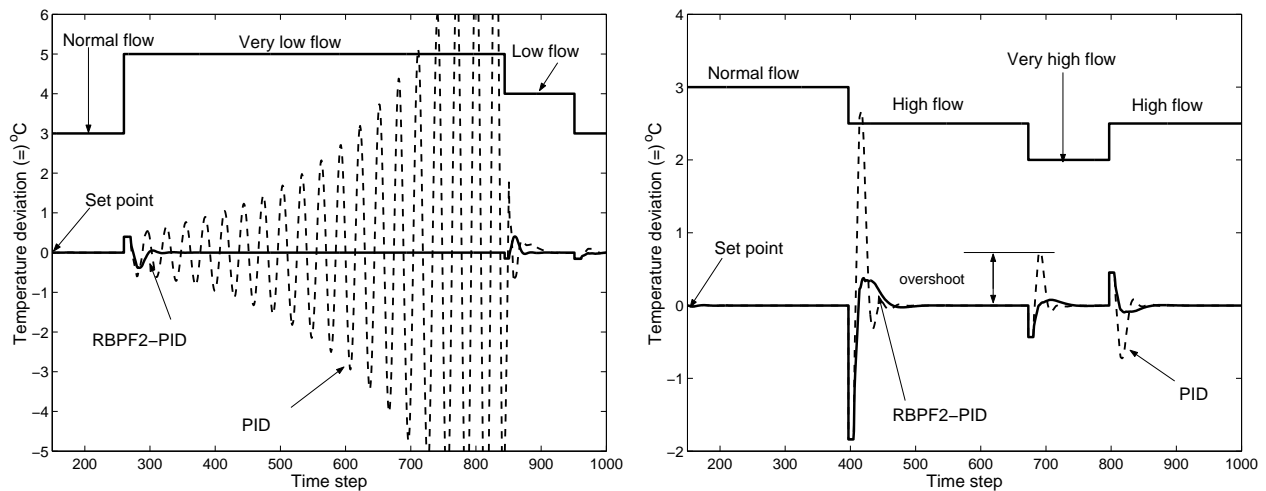 6
5
4
3
2
1
0
−1
−2
−3
−4
−5
200
300
400
500
600
700
800
900
1000
Time step
Temperature deviation (=) °C
Normal flow
Very low flow
Low flow
Set point
RBPF2−PID
PID
4
3
2
1
0
−1
−2
200
300
400
500
600
700
800
900
1000
Time step
Temperature deviation (=) °C
Normal flow
High flow
Very high flow
High flow
Set point
overshoot
RBPF2−PID
PID